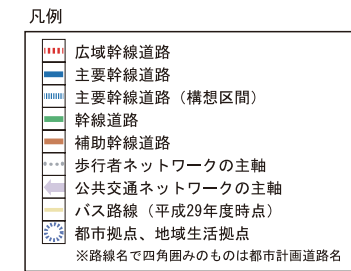 凡例
広域幹線道路
主要幹線道路
主要幹線道路（構想区間）
幹線道路
補助幹線道路
歩行者ネットワークの主軸
公共交通ネットワークの主軸
バス路線（平成29年度時点）
都市拠点、地域生活拠点
※路線名で四角囲みのものは都市計画道路名